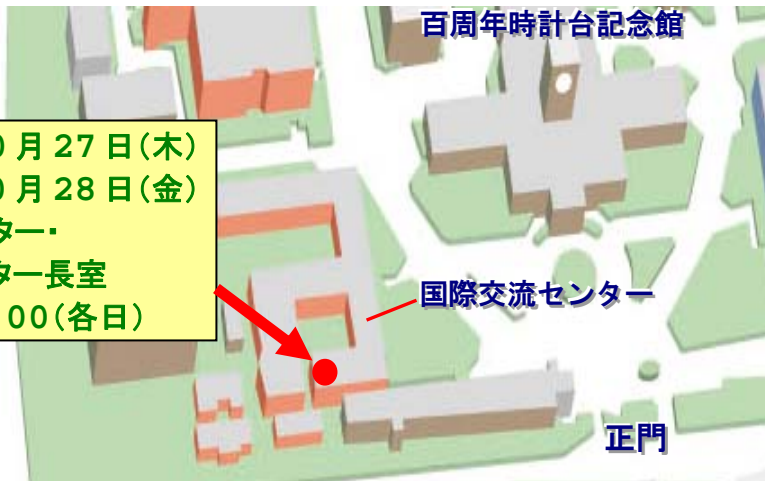 百周年時計台記念館
月27日(木)
月28日(金)
ター・
ター長室
00(各日)
国際交流センター
正門